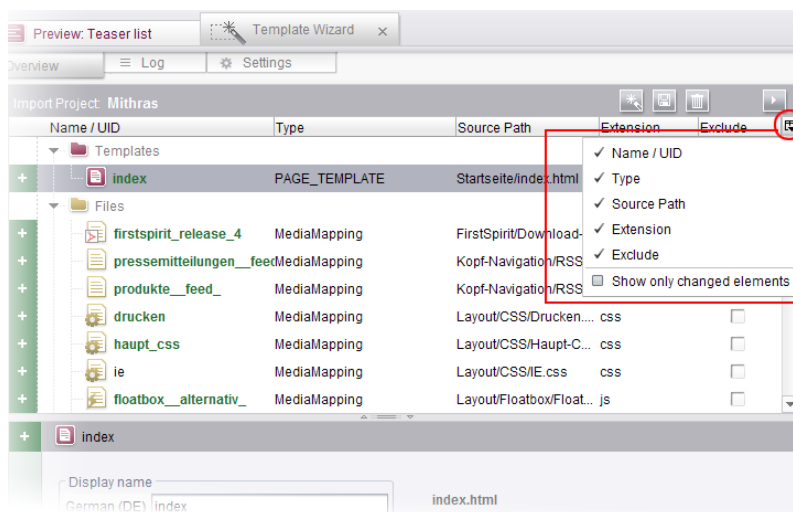 Preview: Teaser list
Template Wizard
Overview
Log
Settings
Import Project: Mithras
Name / UID Type Source Path Extension Exclude
Templates
index PAGE_TEMPLATE Startseite/index.html
Files
firstspirit_release_4 MediaMapping FirstSpirit/Download-
pressemitteilungen__feed MediaMapping Kopf-Navigation/RSS
produkte__feed_ MediaMapping Kopf-Navigation/RSS
drucken MediaMapping Layout/CSS/Drucken.... css
haupt_css MediaMapping Layout/CSS/Haupt-C... css
ie MediaMapping Layout/CSS/IE.css css
floatbox__alternativ_ MediaMapping Layout/Floatbox/Float... js
✓ Name / UID
✓ Type
✓ Source Path
✓ Extension
✓ Exclude
Show only changed elements
index
Display name
German (DE) index
index.html